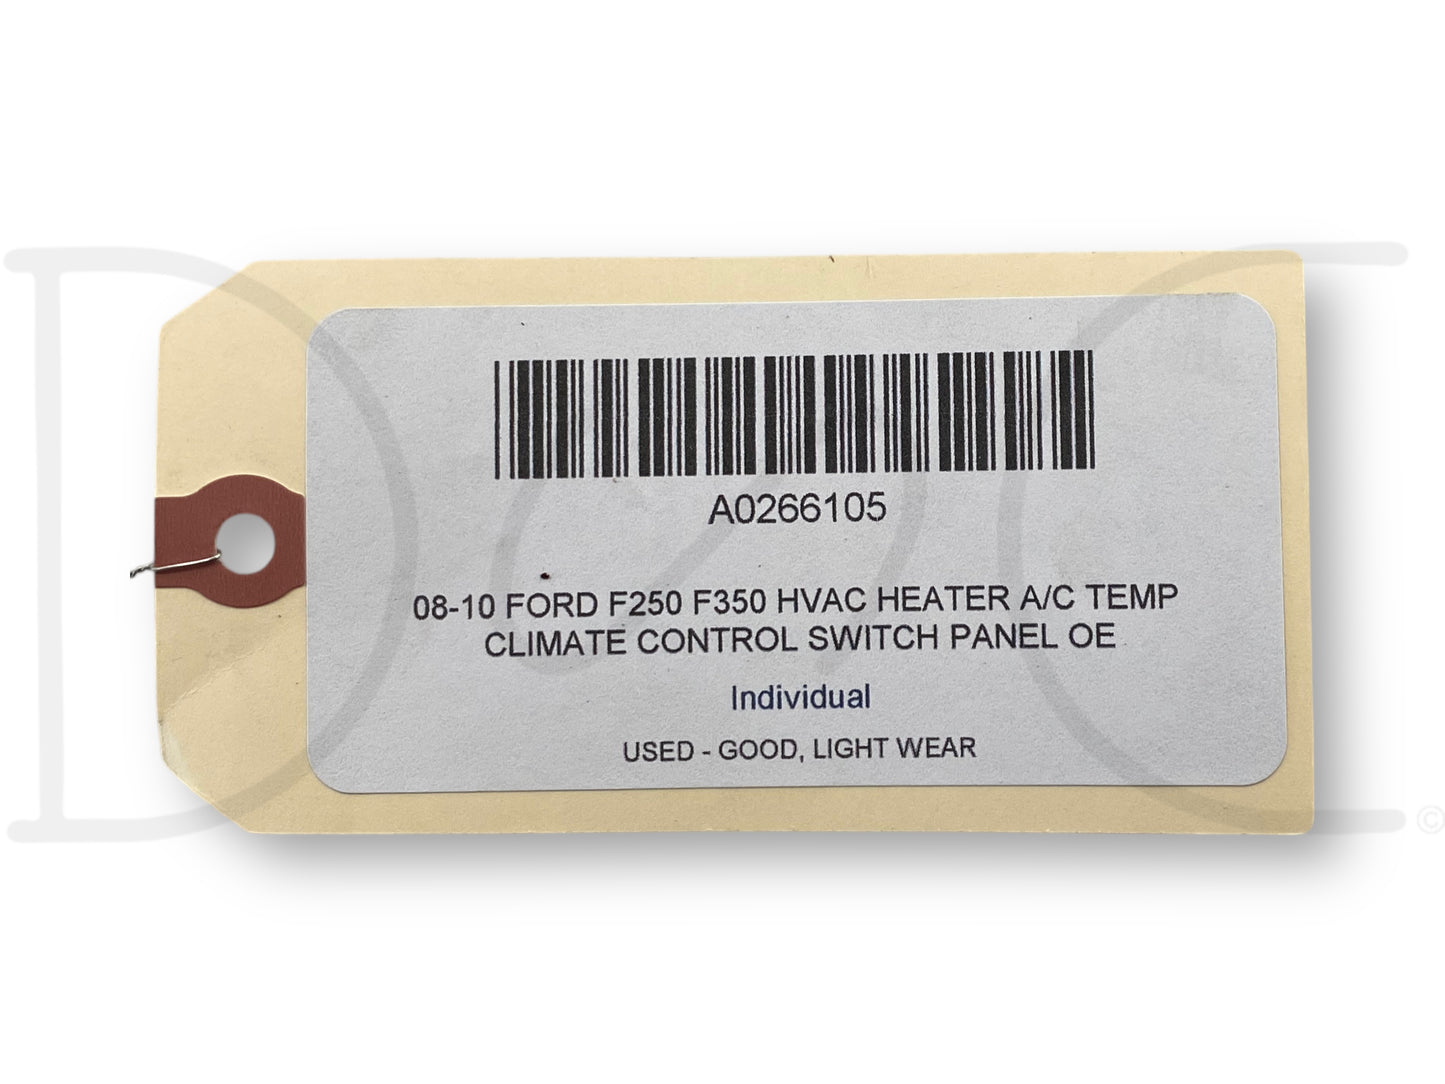 A0266105
08-10 FORD F250 F350 HVAC HEATER A/C TEMP
CLIMATE CONTROL SWITCH PANEL OE
Individual
USED - GOOD, LIGHT WEAR
©